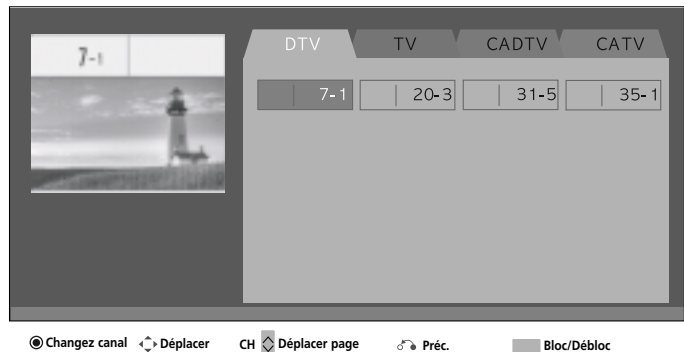 7-1
DTV TV CADTV CATV
7-1 20-3 31-5 35-1
Changez canal Déplacer CH Déplacer page Préc. Bloc/Débloc